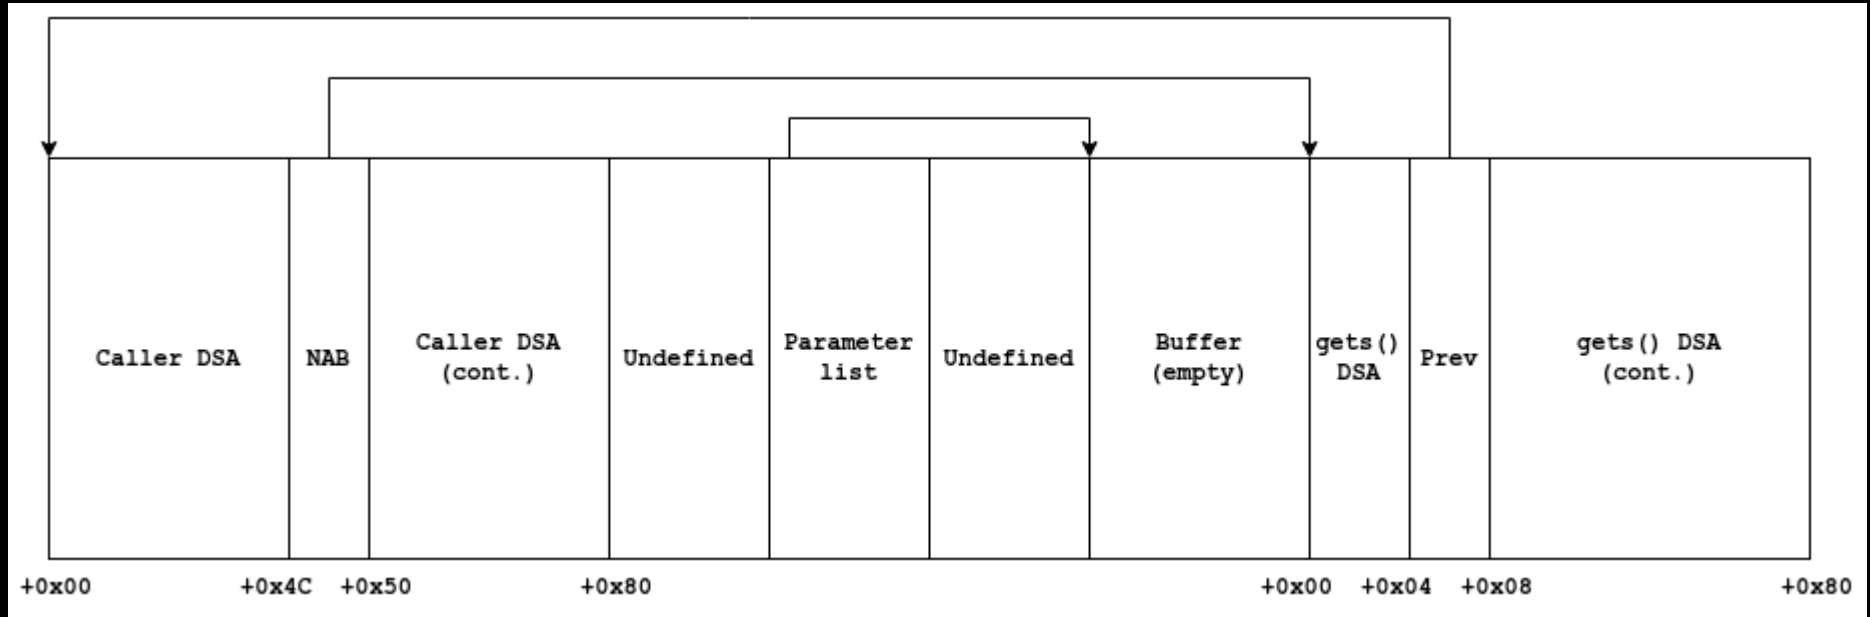 Caller DSA
NAB
Caller DSA
(cont.)
Undefined
Parameter
list
Undefined
Buffer
(empty)
gets()
DSA
Prev
gets() DSA
(cont.)
+0x00
+0x4C
+0x50
+0x80
+0x00
+0x04
+0x08
+0x80